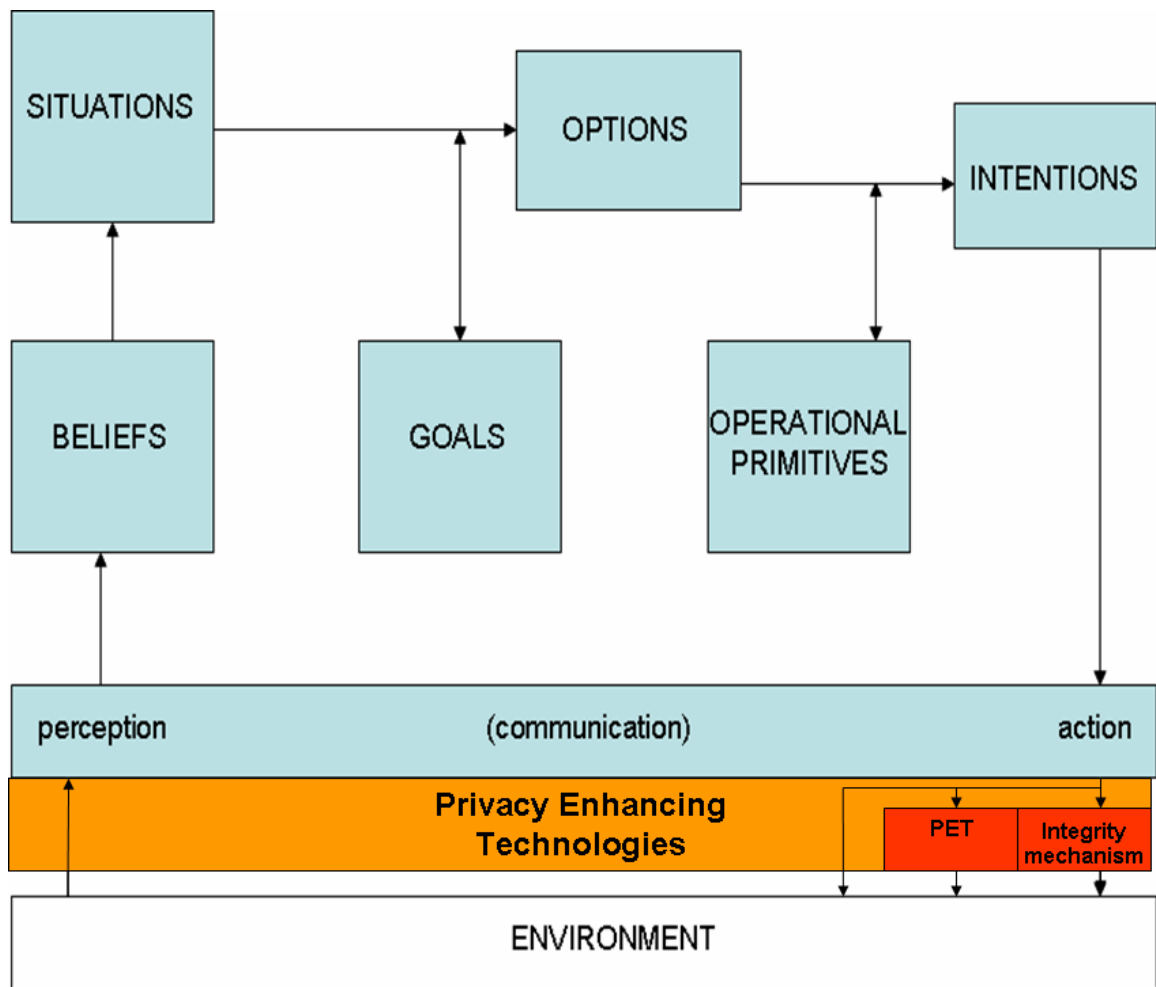 SITUATIONS
OPTIONS
INTENTIONS
BELIEFS
GOALS
OPERATIONAL
PRIMITIVES
perception
(communication)
action
Privacy Enhancing
Technologies
PET
Integrity
mechanism
ENVIRONMENT